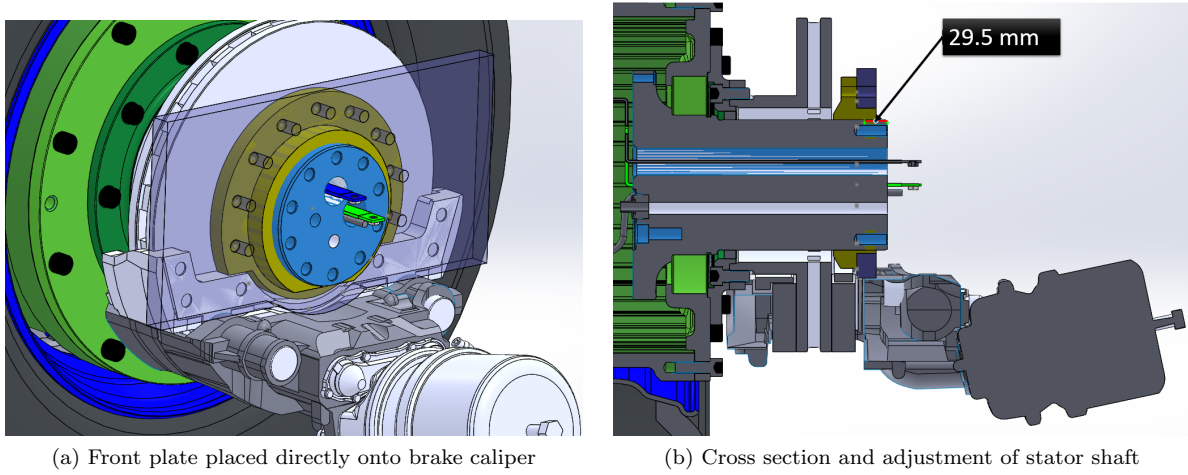 29.5 mm
(a) Front plate placed directly onto brake caliper
(b) Cross section and adjustment of stator shaft